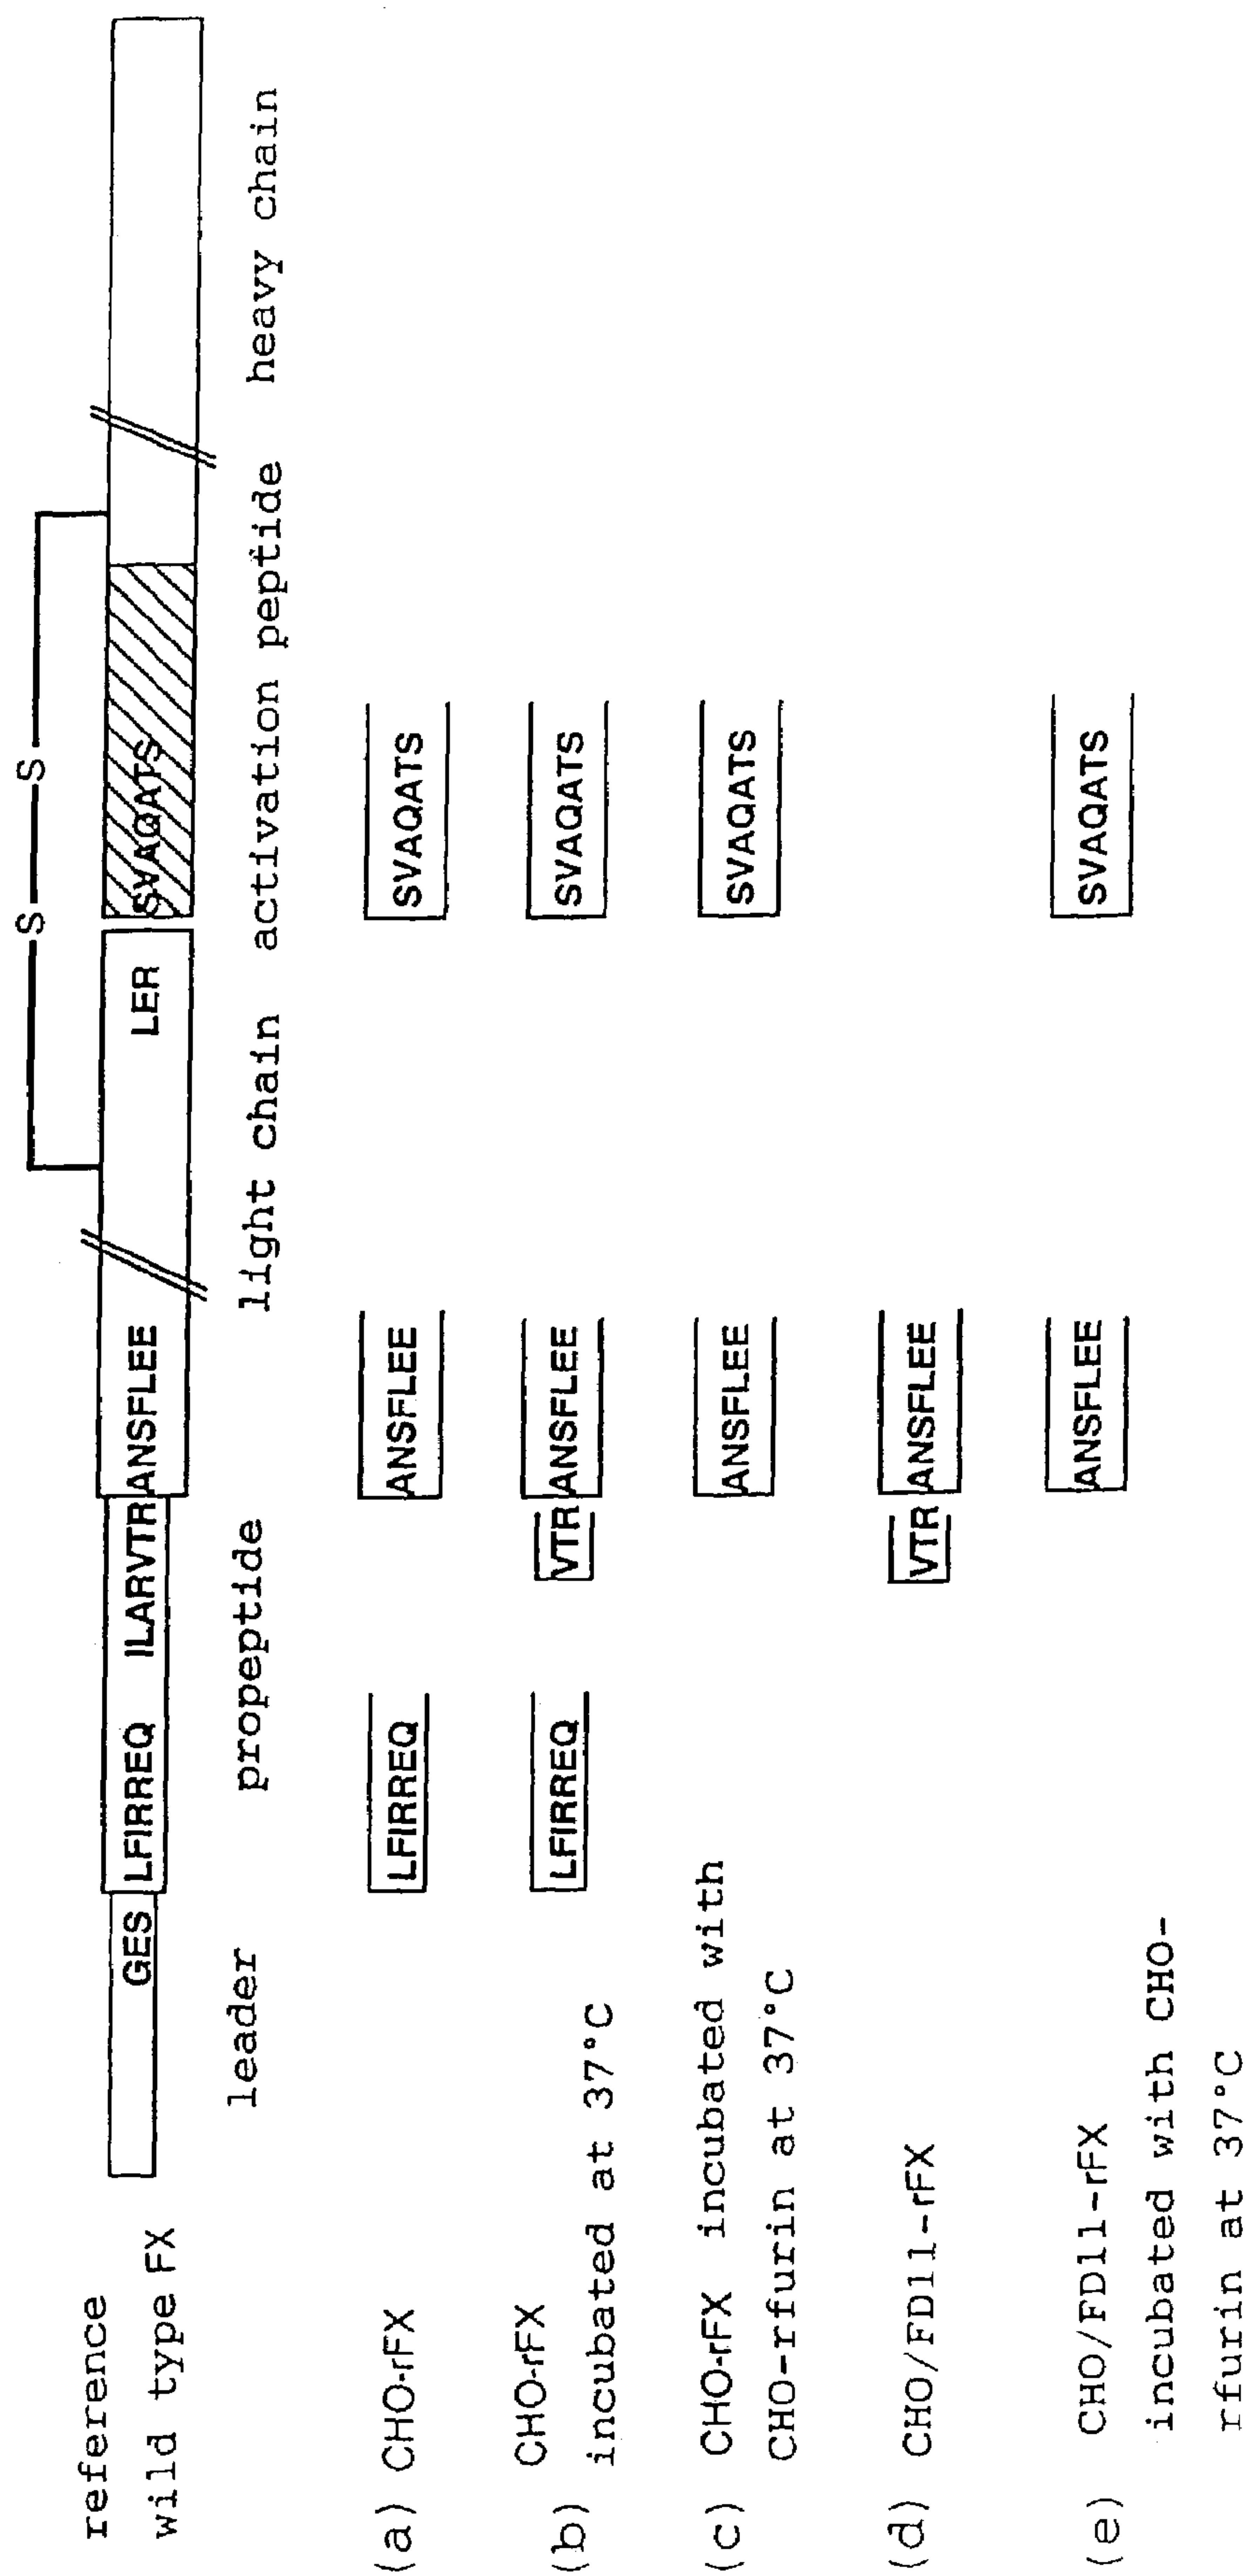 reference
wild type FX
GES LFIRREQ ILARVTR ANSFLEE LER SVAQATS
S S
leader propeptide light chain activation peptide heavy chain
(a) CHO-rFX
LFIRREQ ANSFLEE SVAQATS
(b) CHO-rFX
incubated at 37°C
LFIRREQ VTR ANSFLEE SVAQATS
(c) CHO-rFX incubated with
CHO-rfurin at 37°C
ANSFLEE SVAQATS
(d) CHO/FD11-rFX
VTR ANSFLEE
(e) CHO/FD11-rFX
incubated with CHO-
rfurin at 37°C
ANSFLEE SVAQATS